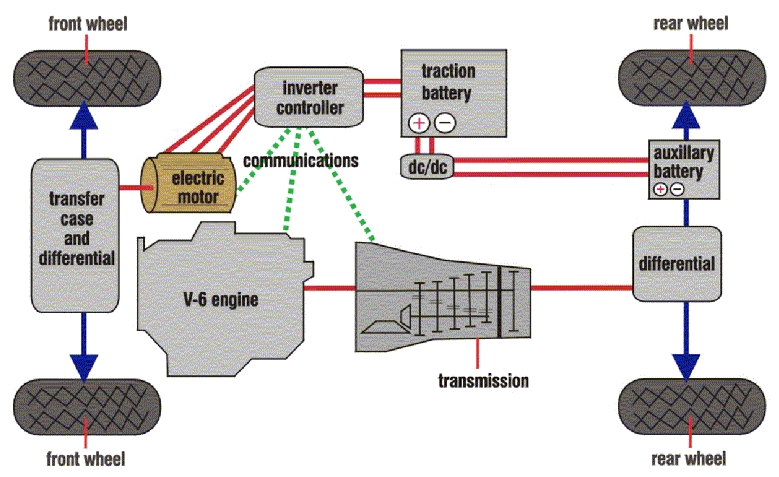 front wheel
rear wheel
inverter
controller
traction
battery
+ −
communications
dc/dc
auxillary
battery
+ −
electric
motor
transfer
case
and
differential
V-6 engine
differential
transmission
front wheel
rear wheel